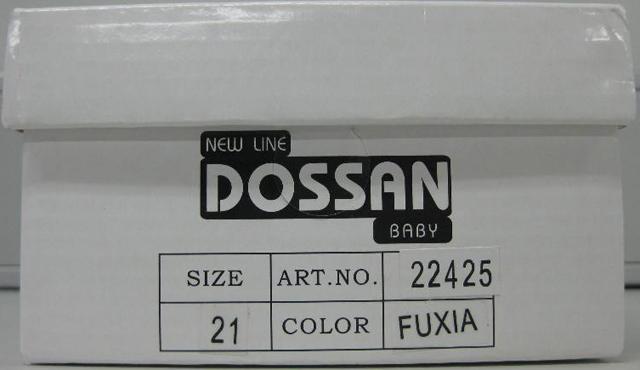 NEW LINE
DOSSAN
BABY
SIZE ART.NO. 22425
21 COLOR FUXIA